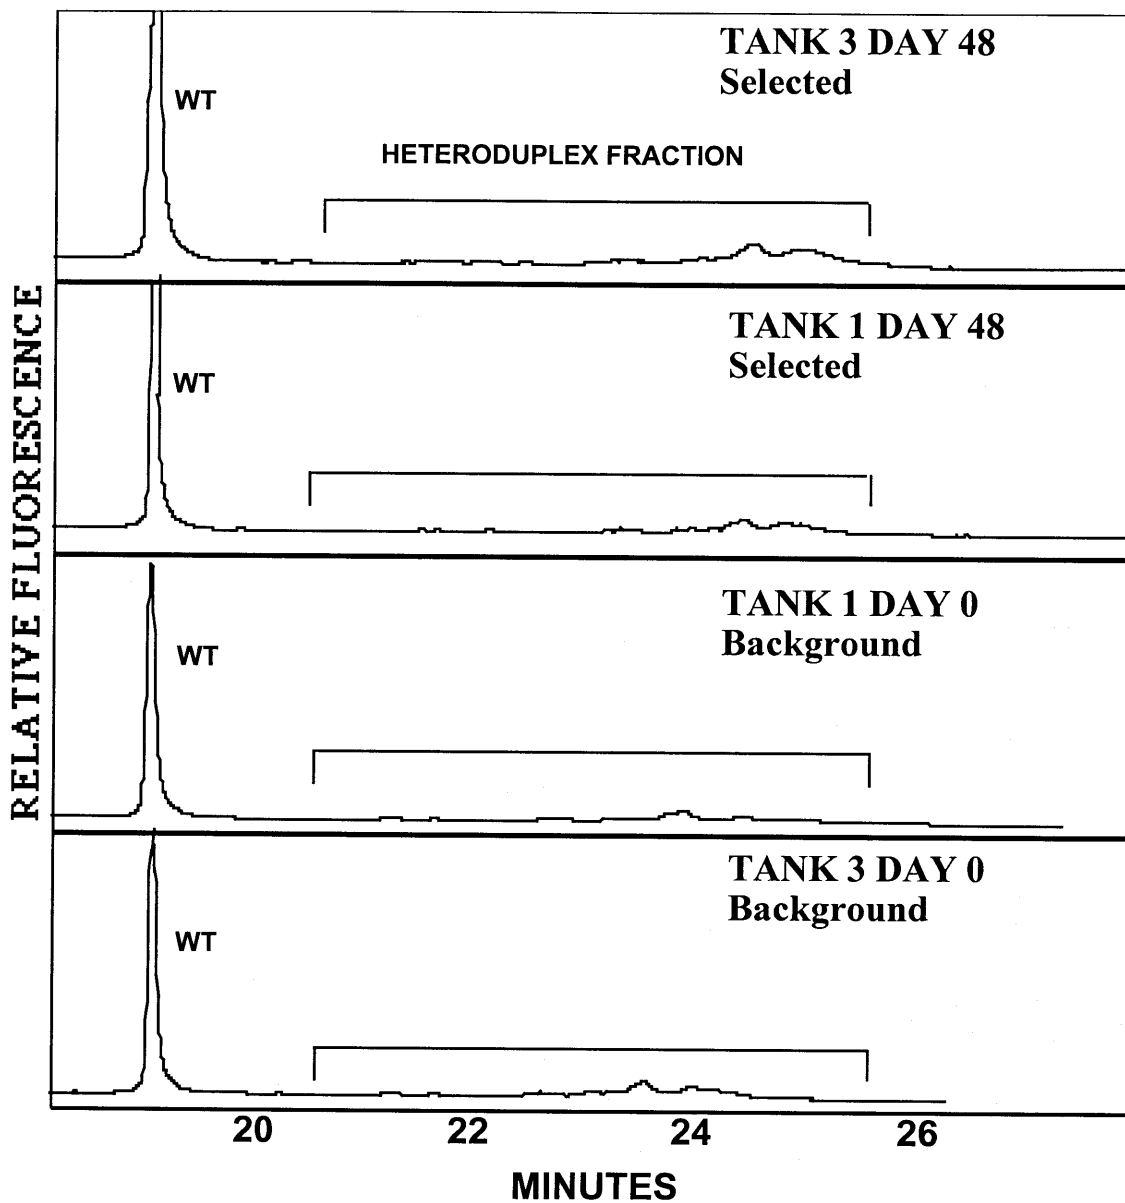 TANK 3 DAY 48
Selected
WT
HETERODUPLEX FRACTION
TANK 1 DAY 48
Selected
WT
RELATIVE FLUORESCENCE
TANK 1 DAY 0
Background
WT
TANK 3 DAY 0
Background
WT
20 22 24 26
MINUTES